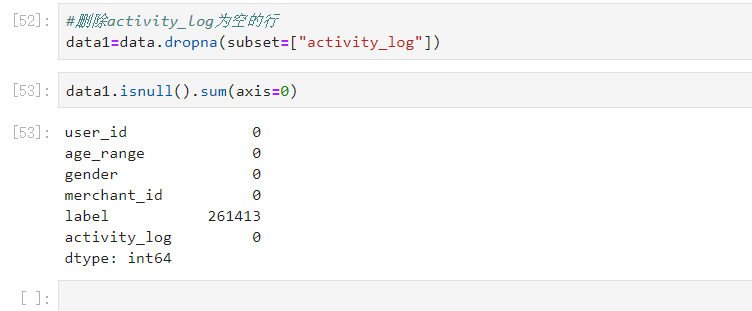 [52]:
#删除activity_log为空的行
data1=data.dropna(subset=["activity_log"])
[53]:
data1.isnull().sum(axis=0)
[53]:
user_id 0
age_range 0
gender 0
merchant_id 0
label 261413
activity_log 0
dtype: int64
[ ]: